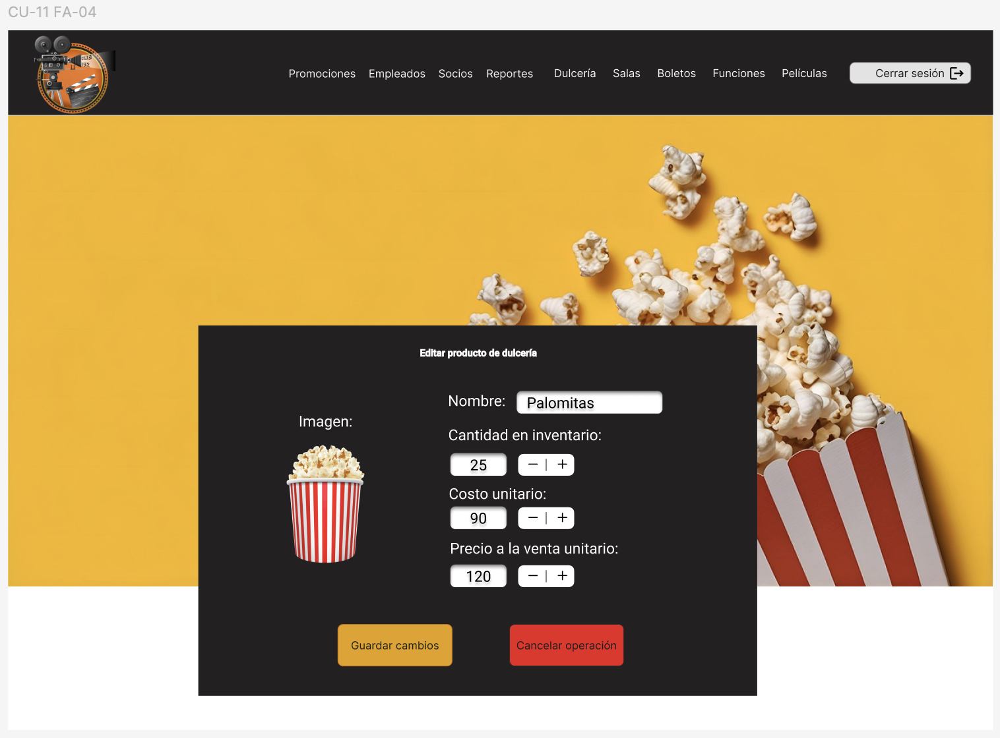 CU-11 FA-04
CINE
VER
Promociones Empleados Socios Reportes Dulcería Salas Boletos Funciones Películas Cerrar sesión
Editar producto de dulcería
Nombre: Palomitas
Imagen:
Cantidad en inventario:
25 − | +
Costo unitario:
90 − | +
Precio a la venta unitario:
120 − | +
Guardar cambios Cancelar operación